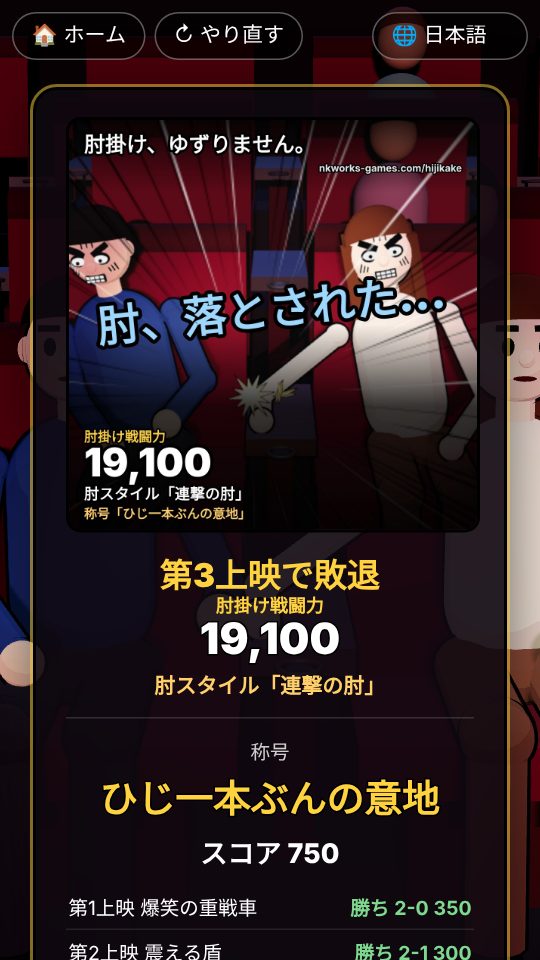 🏠 ホーム
↻ やり直す
🌐 日本語
肘掛け、ゆずりません。
nkworks-games.com/hijikake
肘、落とされた…
肘掛け戦闘力
19,100
肘スタイル「連撃の肘」
称号「ひじ一本ぶんの意地」
第3上映で敗退
肘掛け戦闘力
19,100
肘スタイル「連撃の肘」
称号
ひじ一本ぶんの意地
スコア 750
第1上映 爆笑の重戦車 勝ち 2-0 350
第2上映 震える盾 勝ち 2-1 300